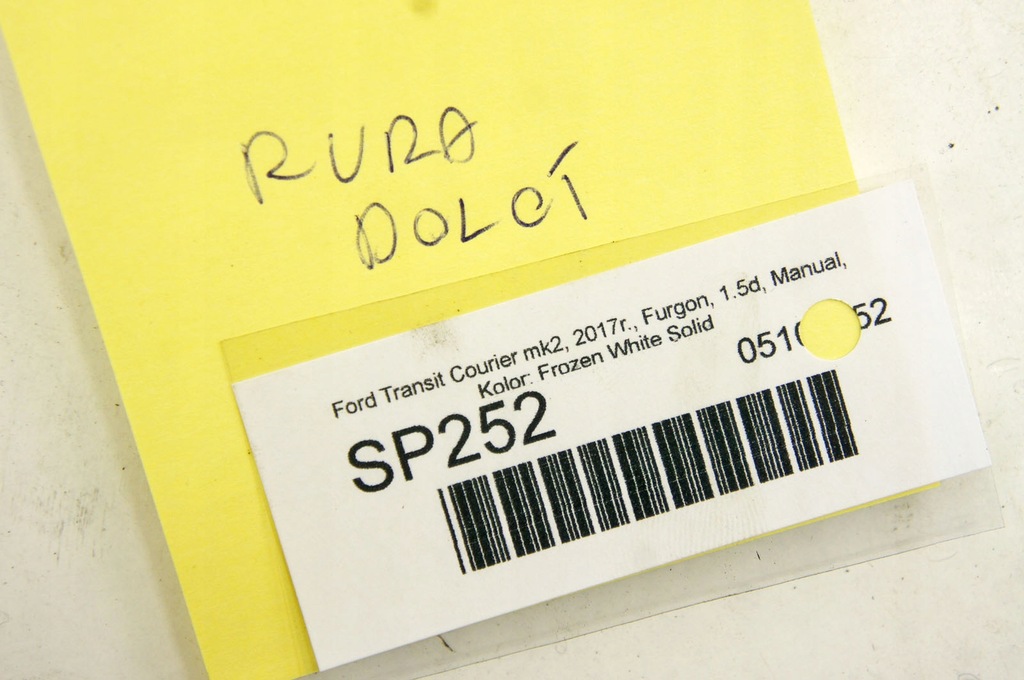 RURA
DOLOT
Ford Transit Courier mk2, 2017r., Furgon, 1.5d, Manual,
Kolor: Frozen White Solid
SP252